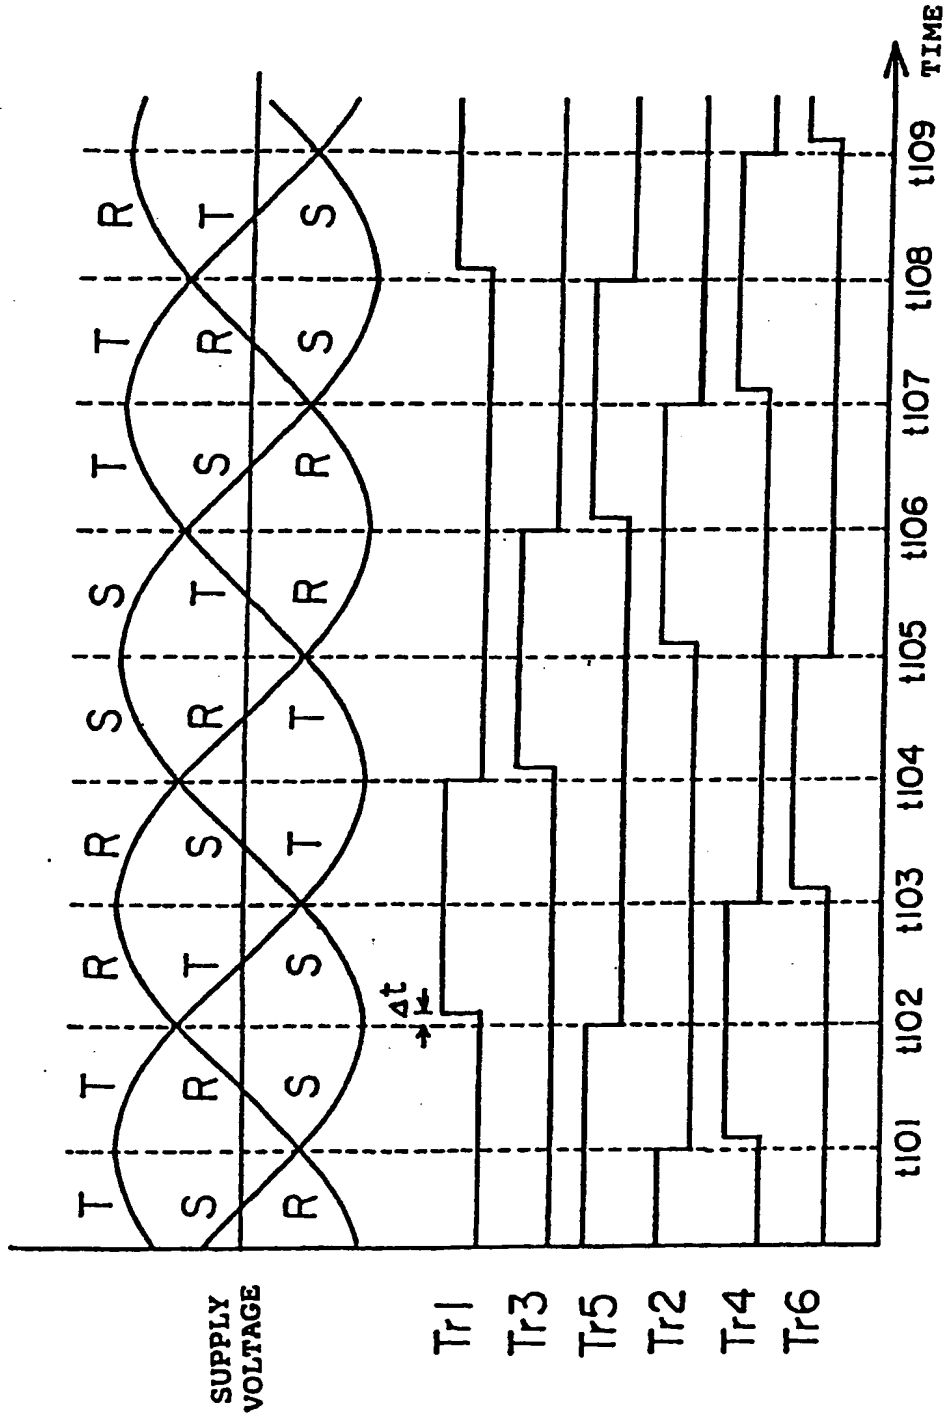 T T R R S S T T R
S R T S R T S R T
R S S T T R R S S
SUPPLY
VOLTAGE
Δt
Tr1
Tr3
Tr5
Tr2
Tr4
Tr6
t101 t102 t103 t104 t105 t106 t107 t108 t109
TIME